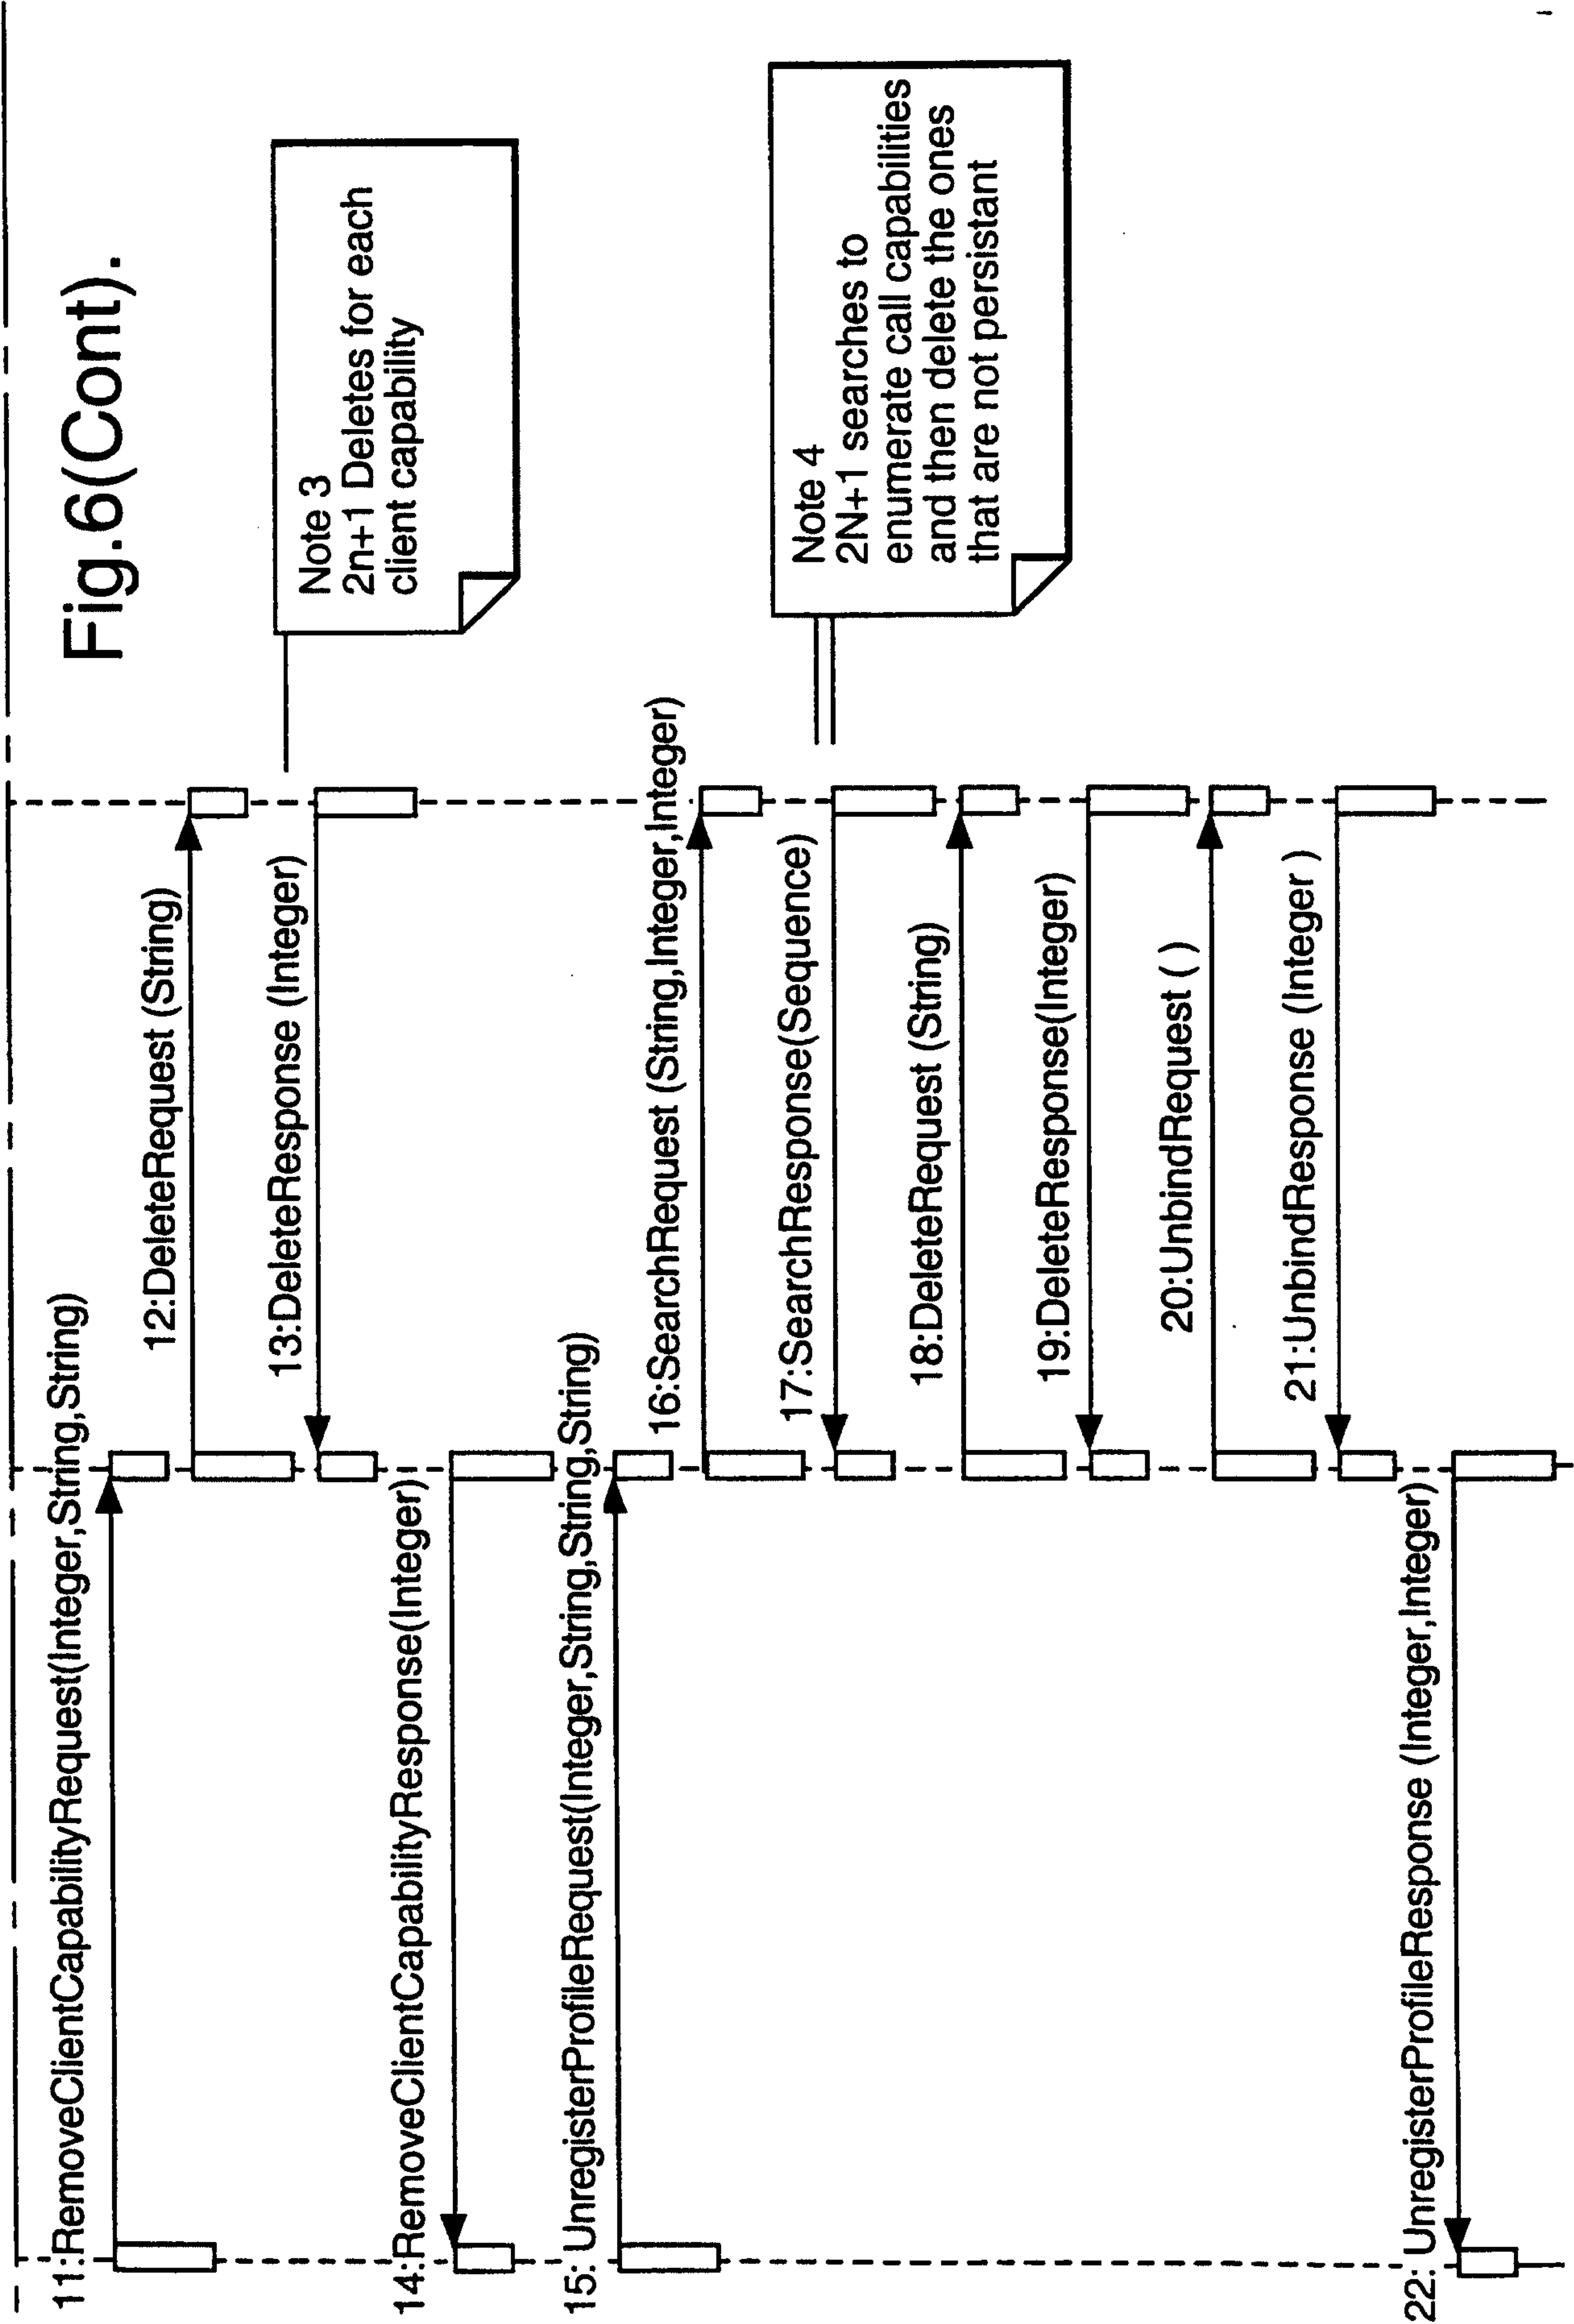 Fig.6(Cont).
11:RemoveClientCapabilityRequest(Integer,String,String)
12:DeleteRequest (String)
13:DeleteResponse (Integer)
Note 3
2n+1 Deletes for each
client capability
14:RemoveClientCapabilityResponse(Integer)
15: UnregisterProfileRequest(Integer,String,String,String)
16:SearchRequest (String,Integer,Integer)
17:SearchResponse(Sequence)
Note 4
2N+1 searches to
enumerate call capabilities
and then delete the ones
that are not persistant
18:DeleteRequest (String)
19:DeleteResponse(Integer)
20:UnbindRequest ( )
21:UnbindResponse (Integer )
22: UnregisterProfileResponse (Integer,Integer)